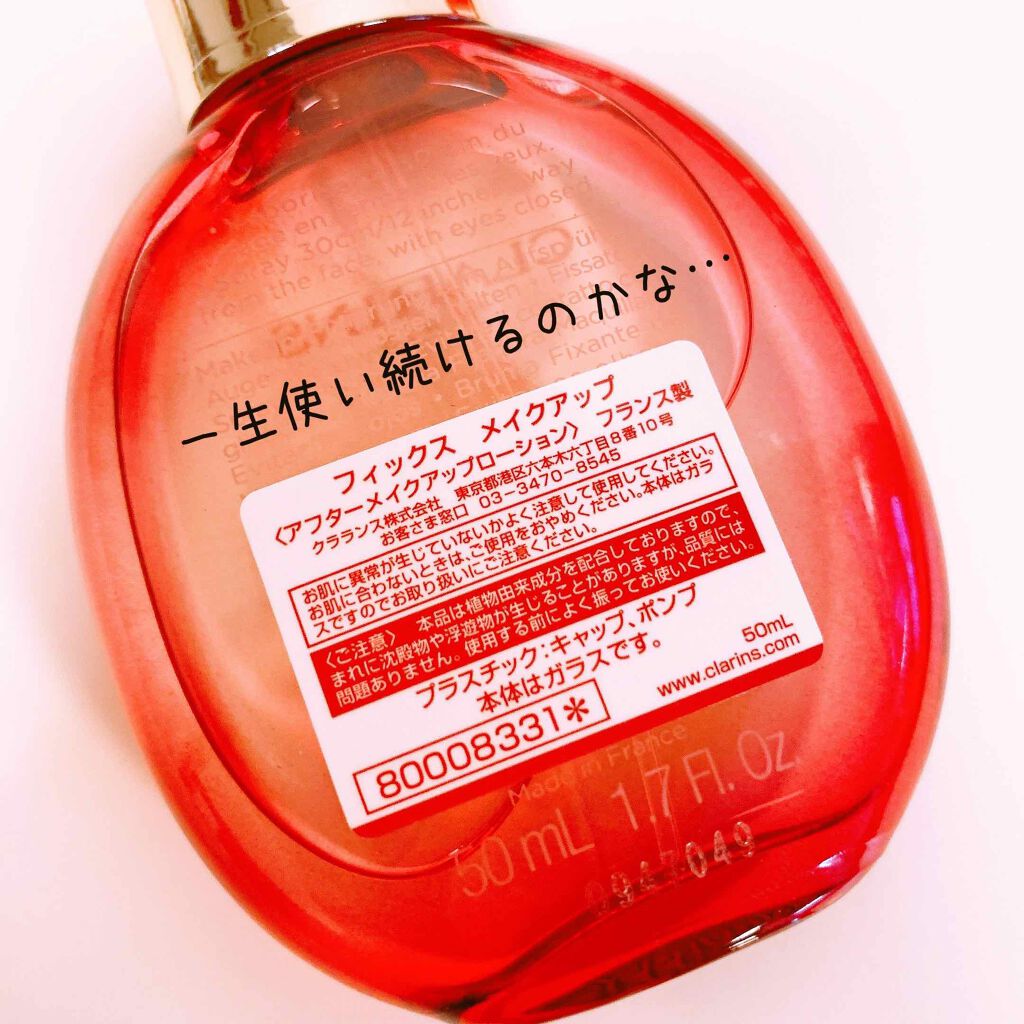 spray 30cm/12 inches away
from the face, with eyes closed
CLARINS
一生使い続けるのかな…
フィックス メイクアップ
〈アフターメイクアップローション〉 フランス製
クラランス株式会社 東京都港区六本木六丁目8番10号
お客さま窓口 03-3470-8545
お肌に異常が生じていないかよく注意して使用してください。
お肌に合わないときは、ご使用をおやめください。本体はガラ
スですのでお取り扱いにご注意ください。
〈ご注意〉 本品は植物由来成分を配合しておりますので、
まれに沈殿物や浮遊物が生じることがありますが、品質には
問題ありません。使用する前によく振ってお使いください。
プラスチック:キャップ、ポンプ
本体はガラスです。
50mL
www.clarins.com
80008331*
Made in France
50 mL 1.7 Fl. Oz.